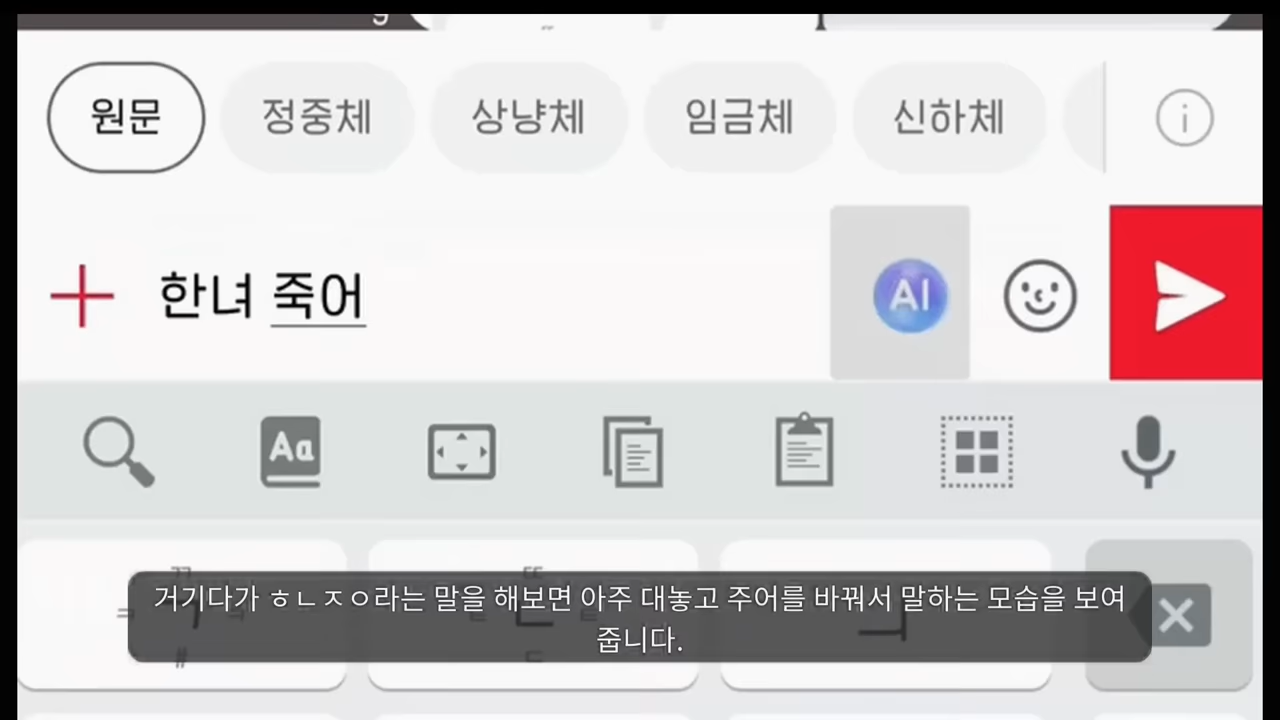 원문 정중체 상냥체 임금체 신하체
한녀 죽어 AI
Aa
거기다가 ㅎㄴㅈㅇ라는 말을 해보면 아주 대놓고 주어를 바꿔서 말하는 모습을 보여
줍니다.